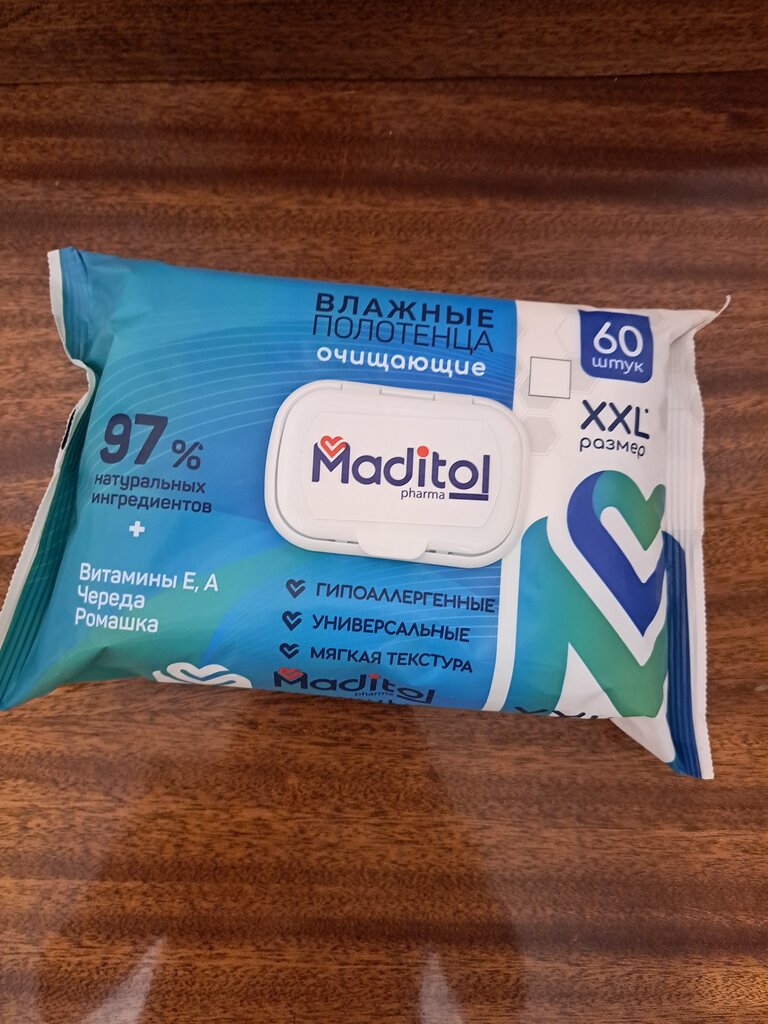 ВЛАЖНЫЕ
ПОЛОТЕНЦА
очищающие
60
штук
XXL
размер
97 %
натуральных
ингредиентов
+
Витамины Е, А
Череда
Ромашка
Maditol
pharma
ГИПОАЛЛЕРГЕННЫЕ
УНИВЕРСАЛЬНЫЕ
МЯГКАЯ ТЕКСТУРА
Maditol
pharma